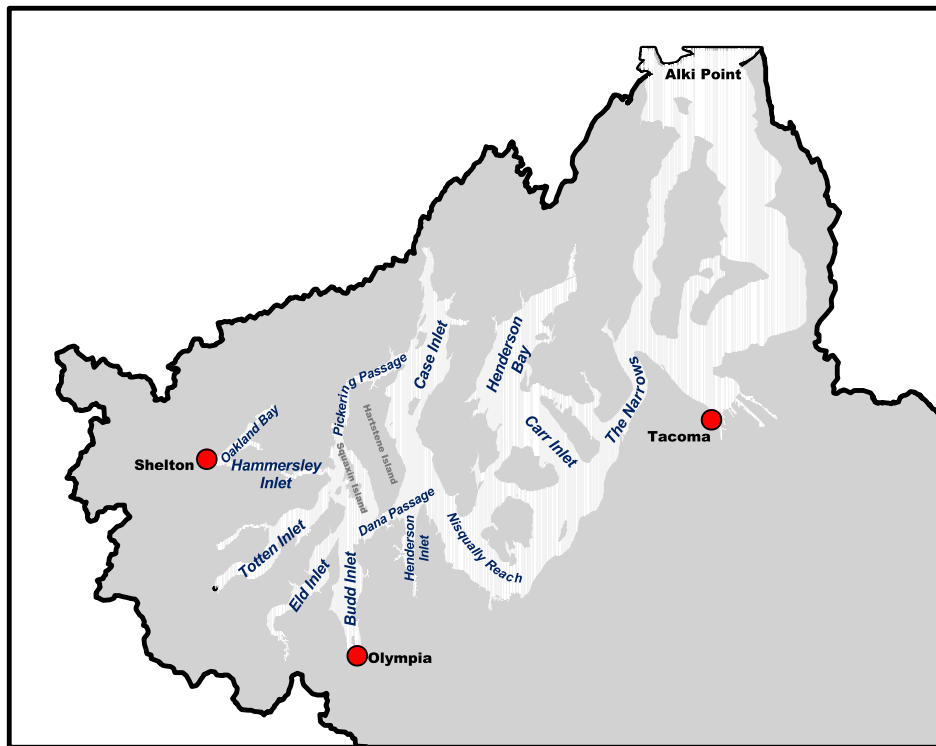 Alki Point
Case Inlet
Henderson
Bay
Pickering Passage
Hartstene Island
The Narrows
Carr Inlet
Tacoma
Oakland Bay
Shelton
Hammersley
Inlet
Squaxin Island
Dana Passage
Nisqually Reach
Totten Inlet
Eld Inlet
Budd Inlet
Henderson
Inlet
Olympia